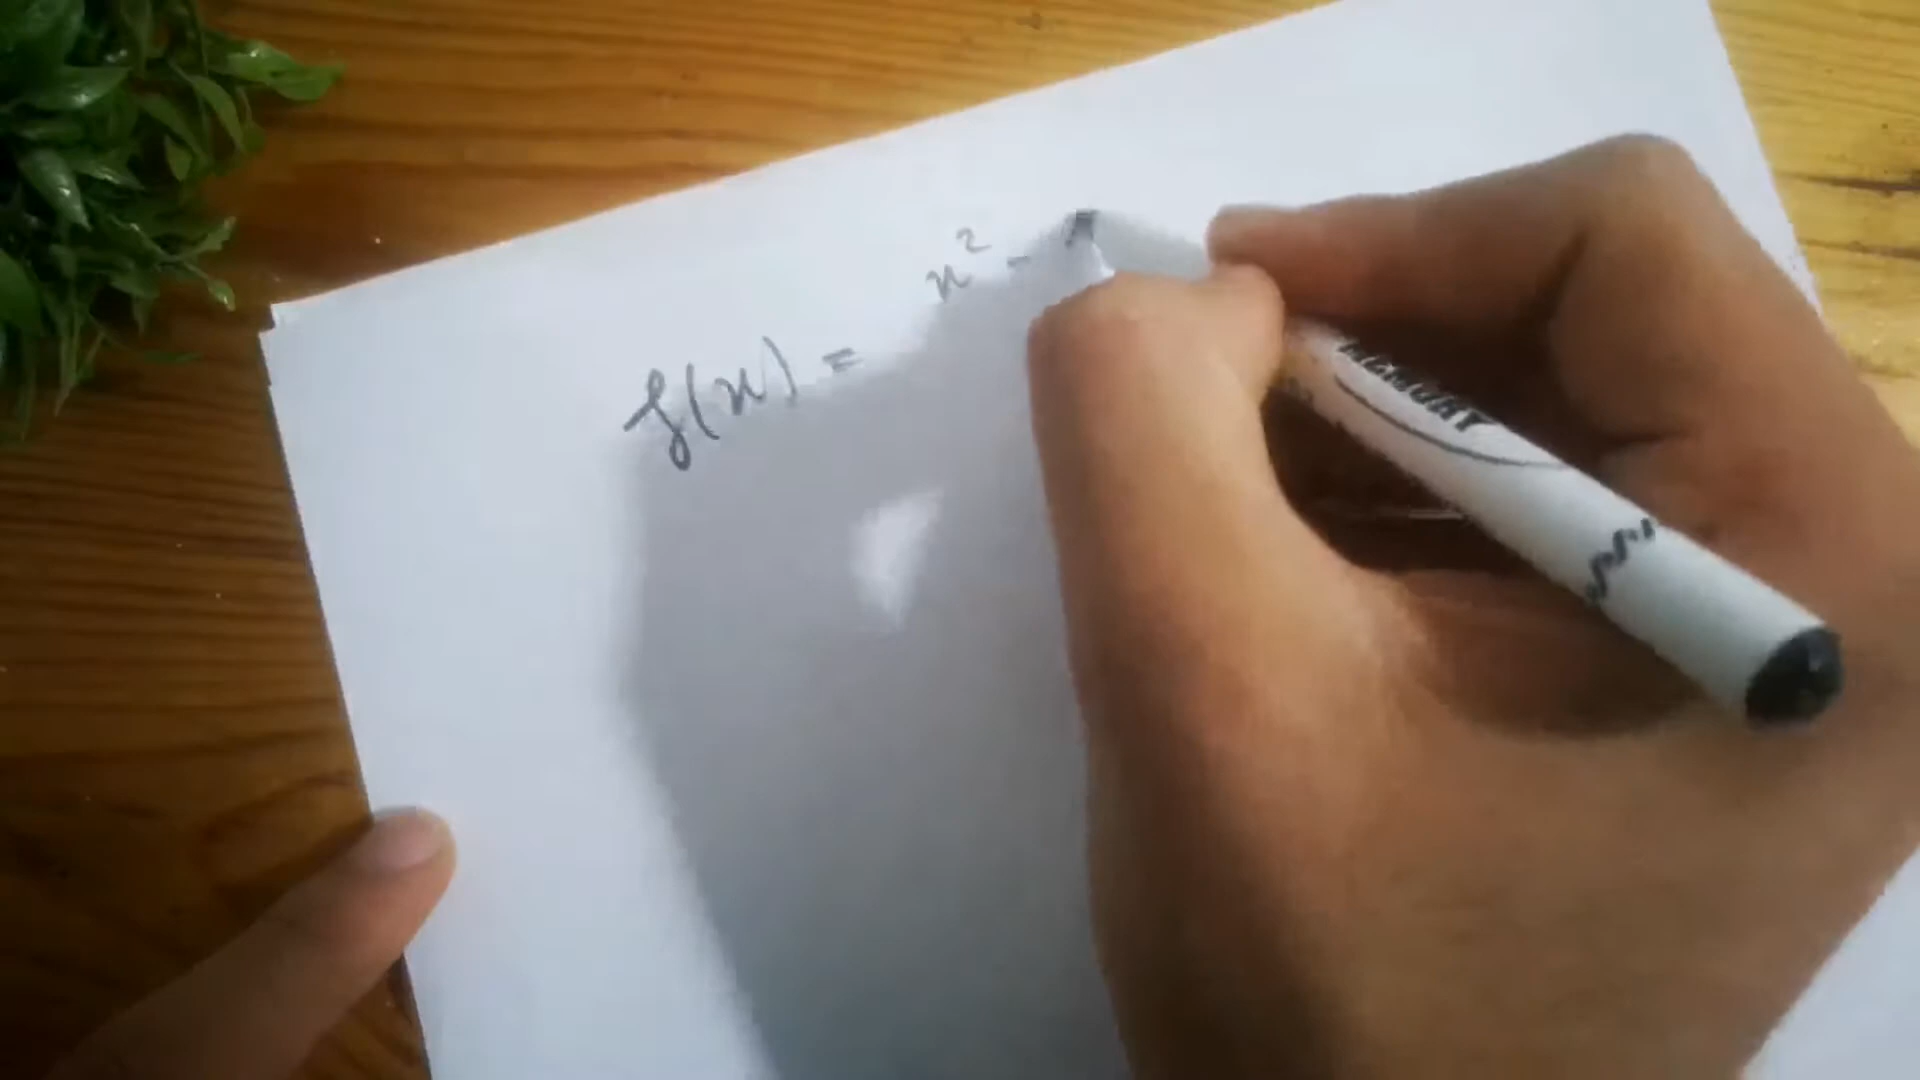 f(x) = x² -